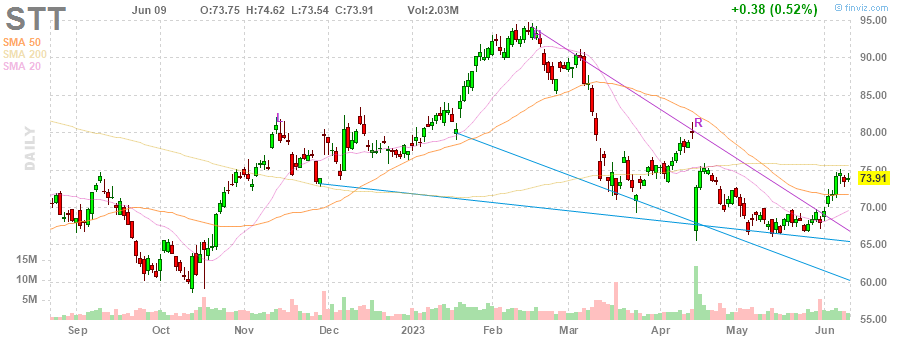 STT Jun 09 O:73.75 H:74.62 L:73.54 C:73.91 Vol:2.03M +0.38 (0.52%) finviz.com
SMA 50
SMA 200
SMA 20
DAILY
95.00
90.00
85.00
80.00
R
75.00
73.91
70.00
65.00
60.00
55.00
15M
10M
5M
Sep Oct Nov Dec 2023 Feb Mar Apr May Jun